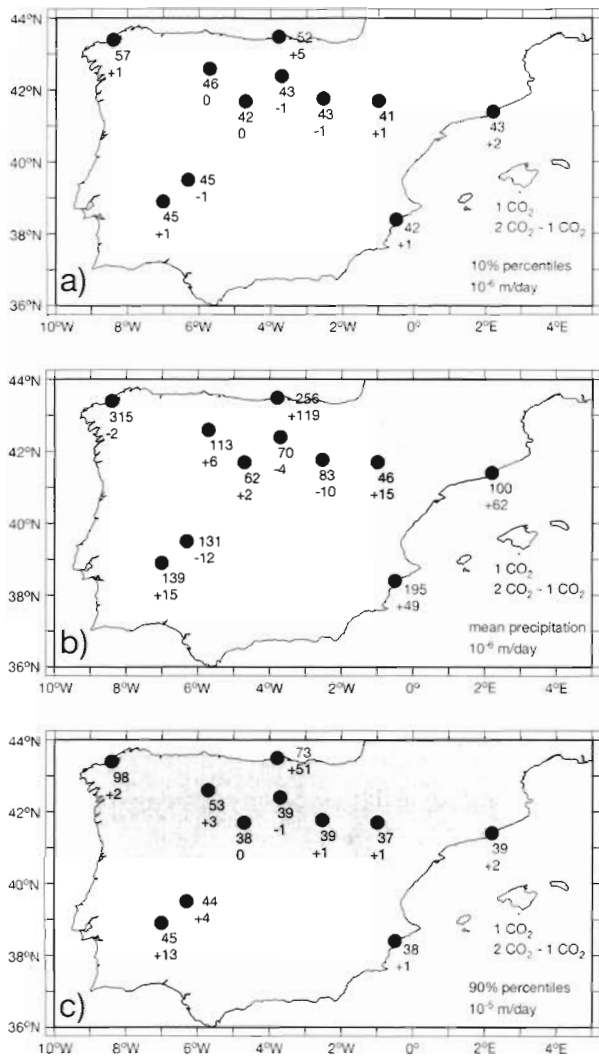 44°N
42°N
40°N
38°N
36°N
57
+1
52
+5
46
0
42
0
43
-1
43
-1
41
+1
43
+2
45
-1
45
+1
42
+1
1 CO₂
2 CO₂ - 1 CO₂
10% percentiles
10⁻⁶ m/day
a)
10°W 8°W 6°W 4°W 2°W 0° 2°E 4°E
44°N
42°N
40°N
38°N
36°N
315
-2
256
+119
113
+6
62
+2
70
-4
83
-10
46
+15
100
+62
131
-12
139
+15
195
+49
1 CO₂
2 CO₂ - 1 CO₂
mean precipitation
10⁻⁶ m/day
b)
10°W 8°W 6°W 4°W 2°W 0° 2°E 4°E
44°N
42°N
40°N
38°N
36°N
98
+2
73
+51
53
+3
38
0
39
-1
39
+1
37
+1
39
+2
44
+4
45
+13
38
+1
1 CO₂
2 CO₂ - 1 CO₂
90% percentiles
10⁻⁵ m/day
c)
10°W 8°W 6°W 4°W 2°W 0° 2°E 4°E